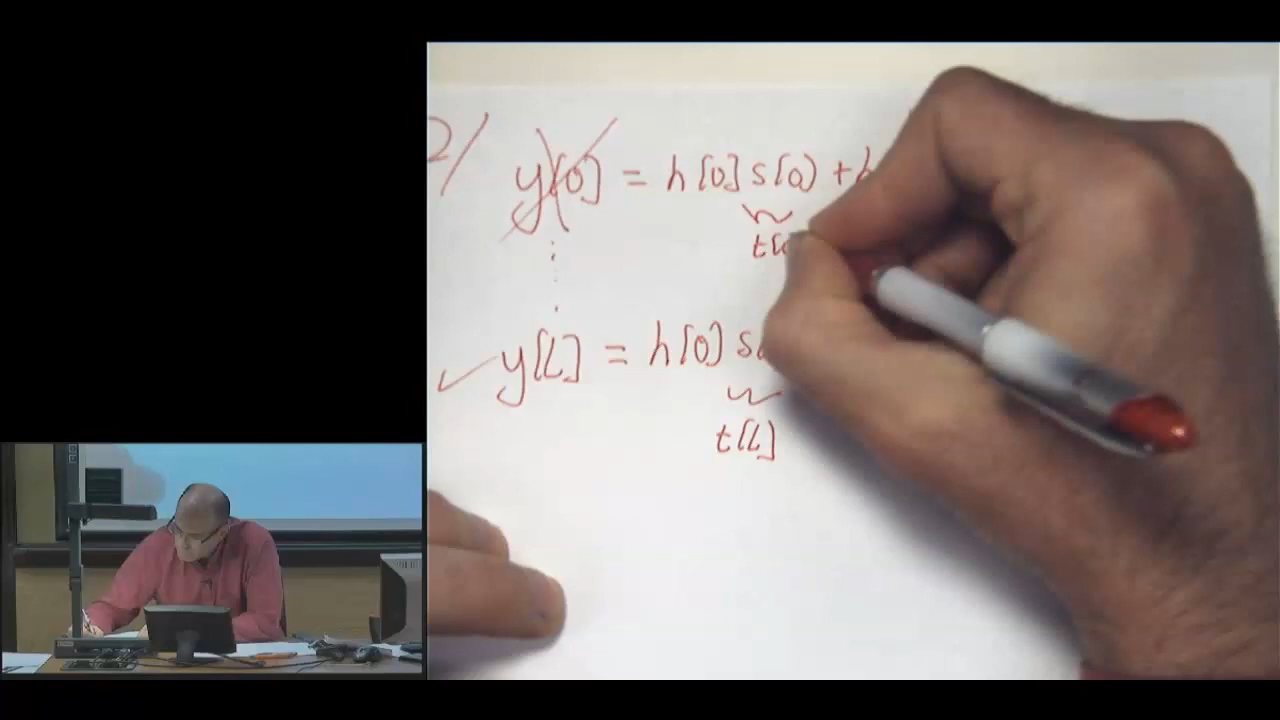 2/ y[0] = h[0] s[0] + h
t[
⋮
y[L] = h[0] s[
t[L]